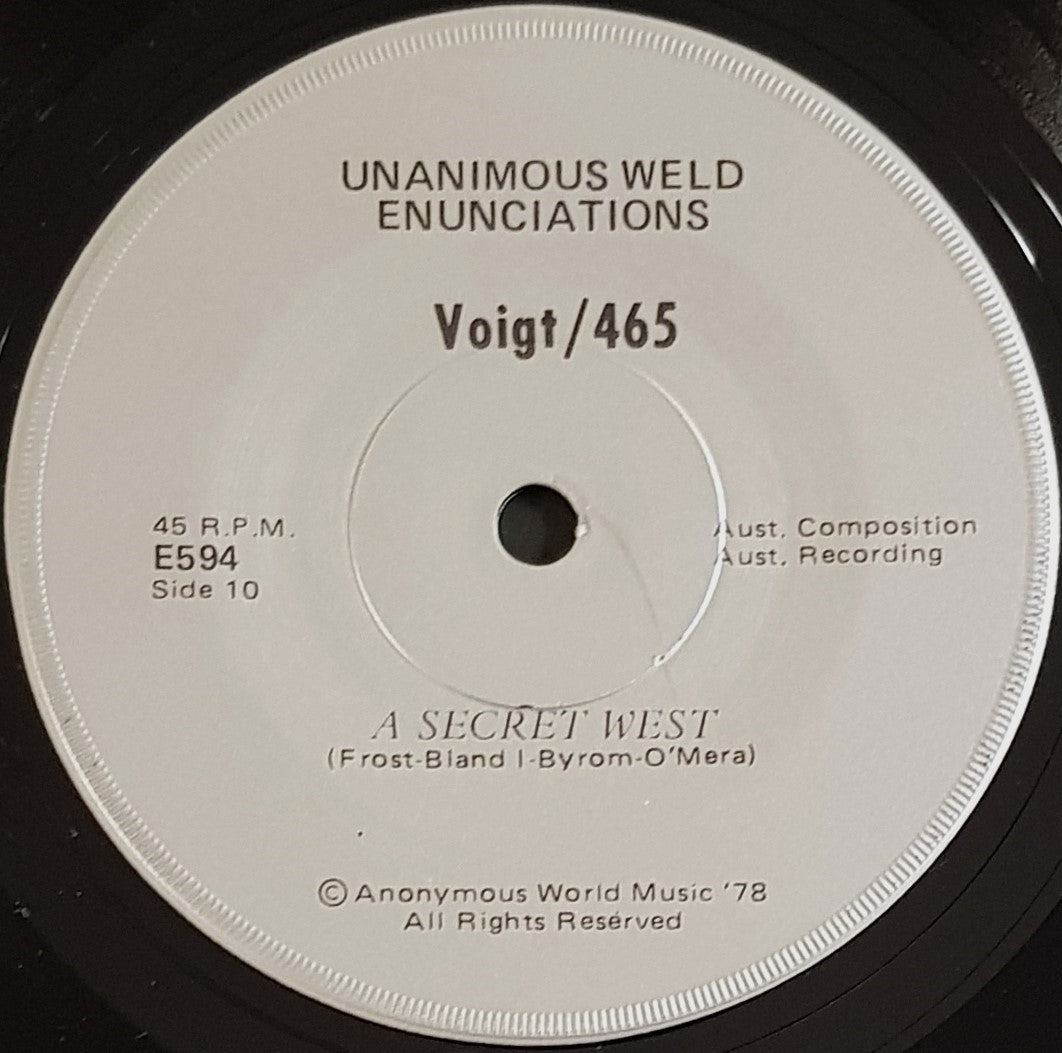 UNANIMOUS WELD
ENUNCIATIONS
Voigt/465
45 R.P.M.
E594
Side 10
Aust. Composition
Aust. Recording
A SECRET WEST
(Frost-Bland I-Byrom-O'Mera)
© Anonymous World Music '78
All Rights Reserved